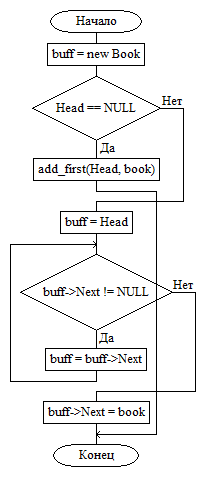 Начало
buff = new Book
Head == NULL
Нет
Да
add_first(Head, book)
buff = Head
buff->Next != NULL
Нет
Да
buff = buff->Next
buff->Next = book
Конец